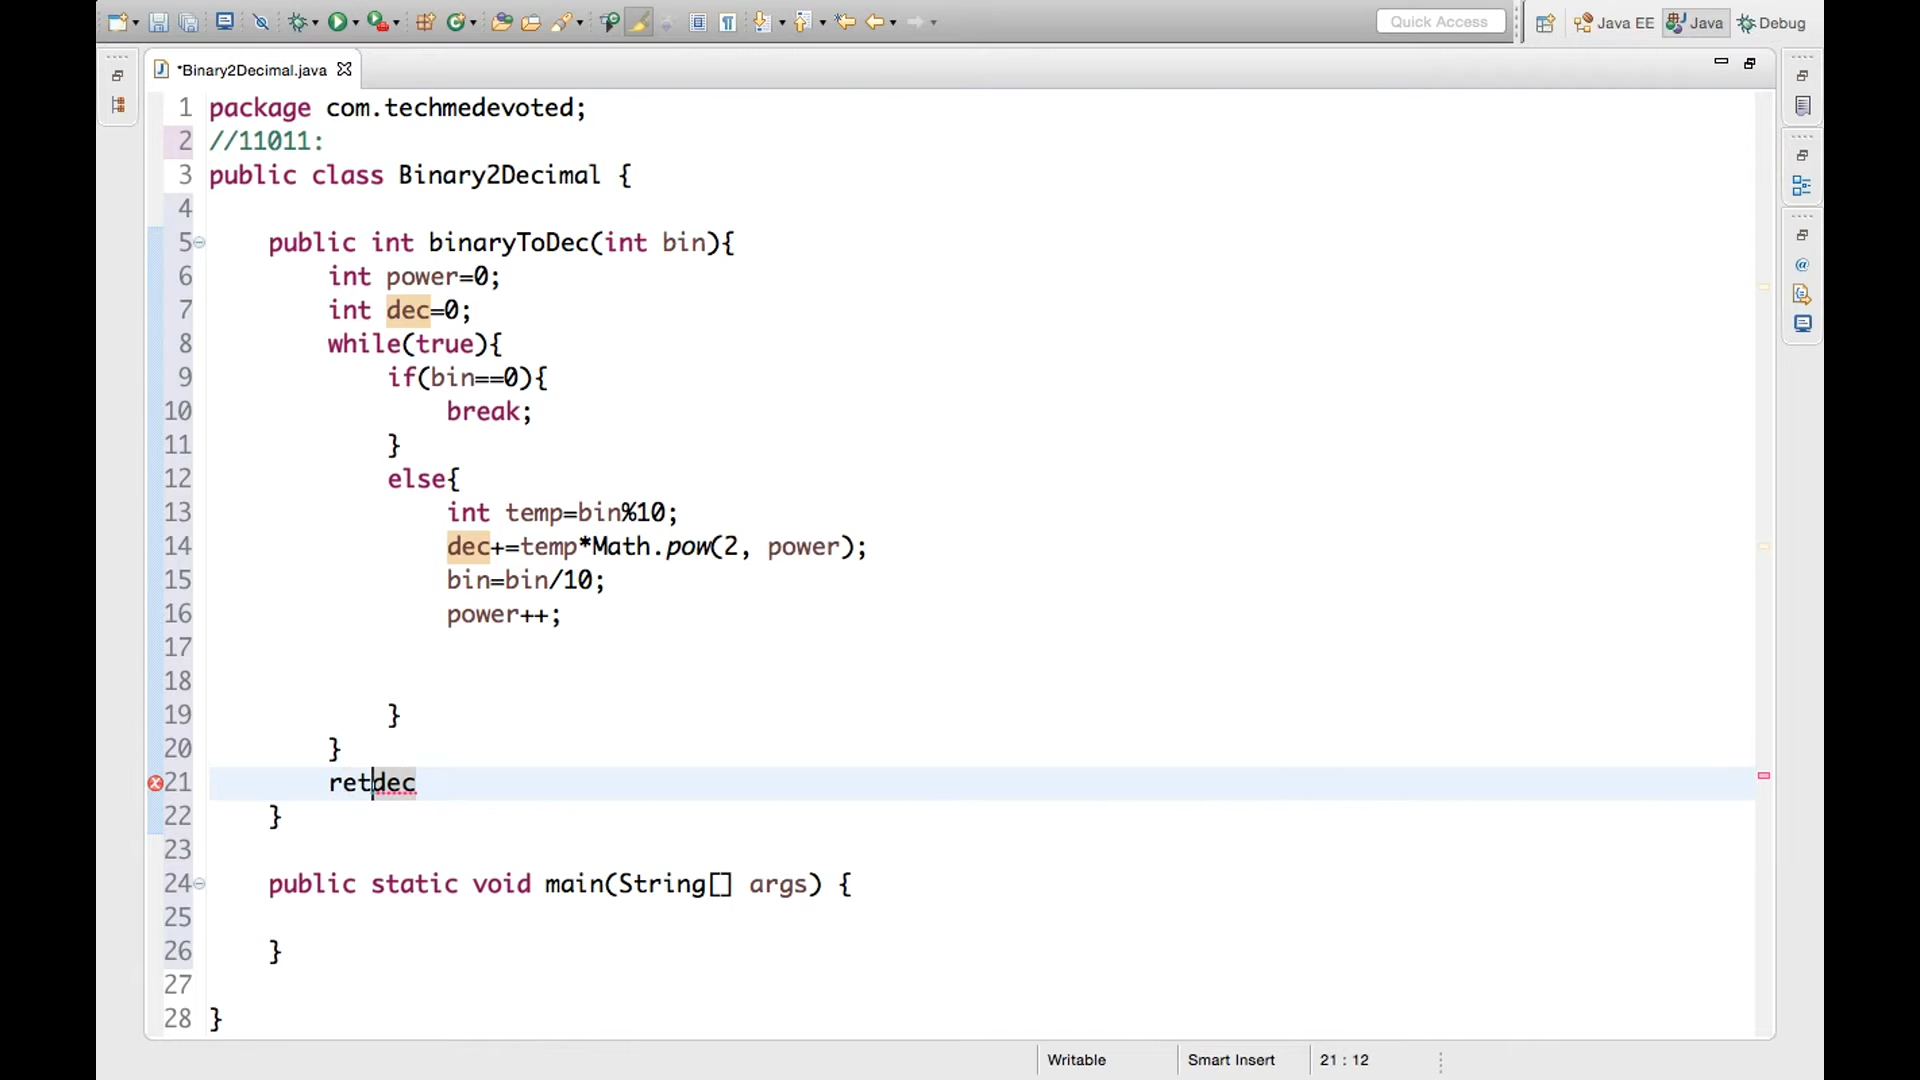 Quick Access
Java EE
Java
Debug
*Binary2Decimal.java
1 package com.techmedevoted;
2 //11011:
3 public class Binary2Decimal {
4
5 public int binaryToDec(int bin){
6 int power=0;
7 int dec=0;
8 while(true){
9 if(bin==0){
10 break;
11 }
12 else{
13 int temp=bin%10;
14 dec+=temp*Math.pow(2, power);
15 bin=bin/10;
16 power++;
17
18
19 }
20 }
21 retdec
22 }
23
24 public static void main(String[] args) {
25
26 }
27
28 }
Writable
Smart Insert
21 : 12